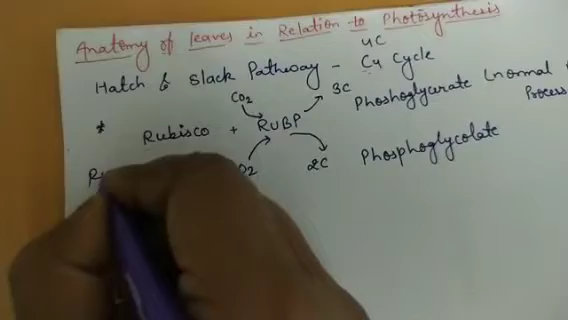 Anatomy of leaves in Relation to Photosynthesis
4C
Hatch & Slack Pathway - C4 Cycle
CO2 3C
Phoshoglycerate (normal
Process
* Rubisco + RUBP
O2 2C Phosphoglycolate